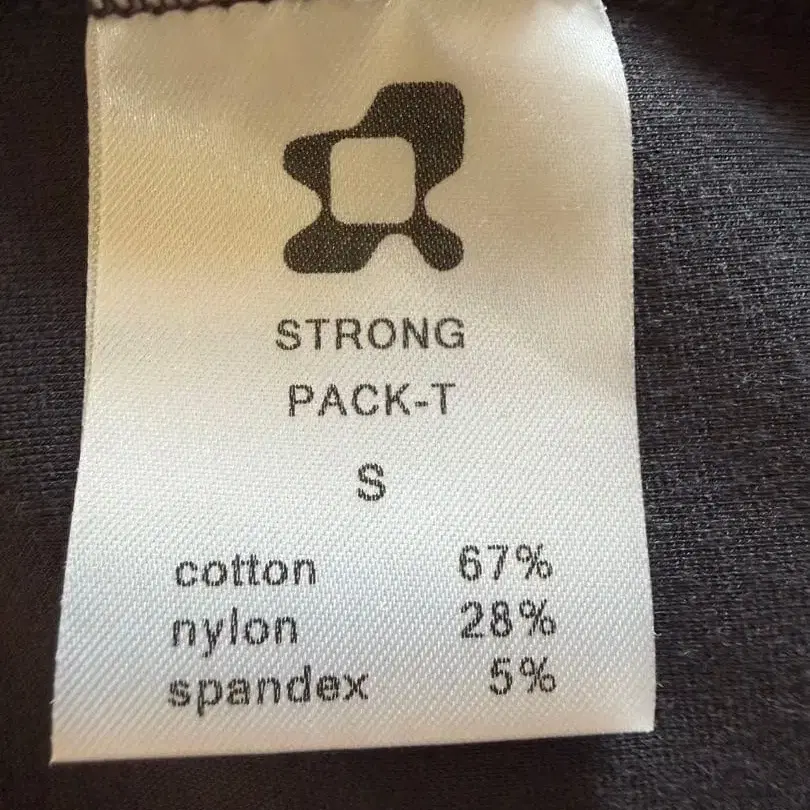 STRONG
PACK-T
S
cotton 67%
nylon 28%
spandex 5%